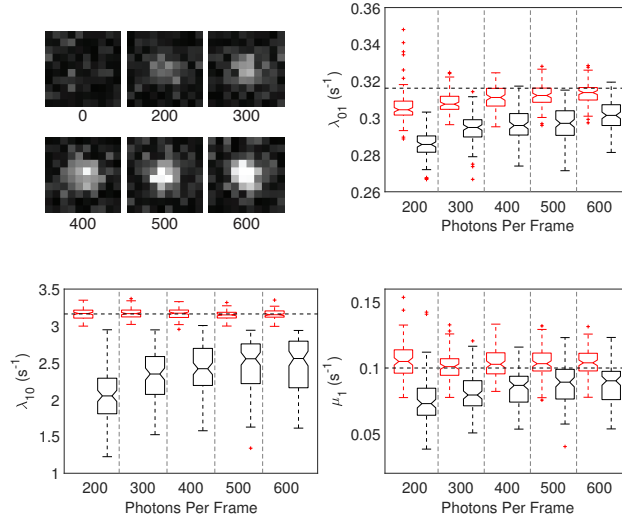 0 200 300
400 500 600
0.36
0.34
0.32
0.3
0.28
0.26
λ01 (s-1)
200 300 400 500 600
Photons Per Frame
3.5
3
2.5
2
1.5
1
λ10 (s-1)
200 300 400 500 600
Photons Per Frame
0.15
0.1
0.05
μ1 (s-1)
200 300 400 500 600
Photons Per Frame